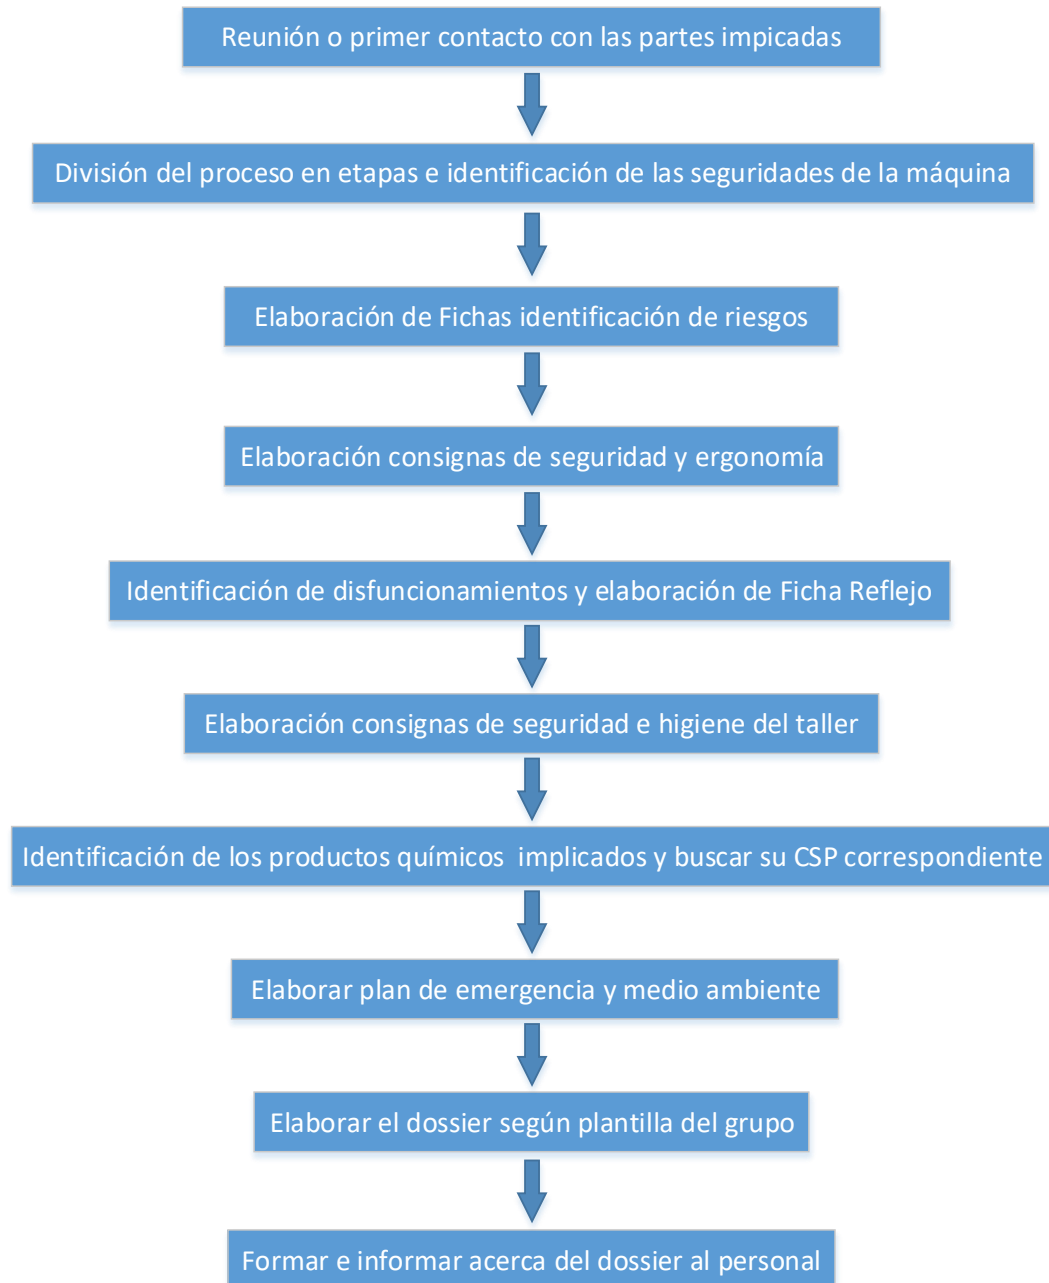 Reunión o primer contacto con las partes impicadas
División del proceso en etapas e identificación de las seguridades de la máquina
Elaboración de Fichas identificación de riesgos
Elaboración consignas de seguridad y ergonomía
Identificación de disfuncionamientos y elaboración de Ficha Reflejo
Elaboración consignas de seguridad e higiene del taller
Identificación de los productos químicos  implicados y buscar su CSP correspondiente
Elaborar plan de emergencia y medio ambiente
Elaborar el dossier según plantilla del grupo
Formar e informar acerca del dossier al personal